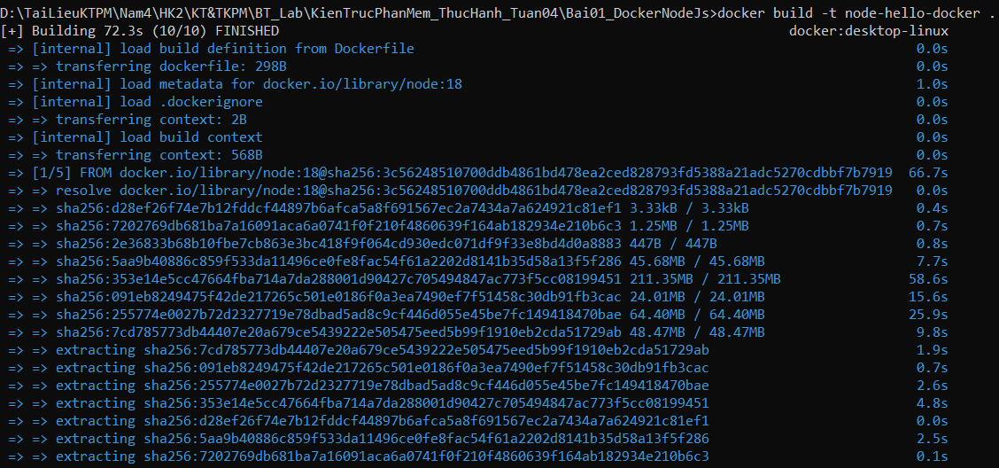 D:\TaiLieuKTPM\Nam4\HK2\KT&TKPM\BT_Lab\KienTrucPhanMem_ThucHanh_Tuan04\Bai01_DockerNodeJs>docker build -t node-hello-docker .
[+] Building 72.3s (10/10) FINISHED docker:desktop-linux
=> [internal] load build definition from Dockerfile 0.0s
=> => transferring dockerfile: 298B 0.0s
=> [internal] load metadata for docker.io/library/node:18 1.0s
=> [internal] load .dockerignore 0.0s
=> => transferring context: 2B 0.0s
=> [internal] load build context 0.0s
=> => transferring context: 568B 0.0s
=> [1/5] FROM docker.io/library/node:18@sha256:3c56248510700ddb4861bd478ea2ced828793fd5388a21adc5270cdbbf7b7919 66.7s
=> => resolve docker.io/library/node:18@sha256:3c56248510700ddb4861bd478ea2ced828793fd5388a21adc5270cdbbf7b7919 0.0s
=> => sha256:d28ef26f74e7b12fddcf44897b6afca5a8f691567ec2a7434a7a624921c81ef1 3.33kB / 3.33kB 0.4s
=> => sha256:7202769db681ba7a16091aca6a0741f0f210f4860639f164ab182934e210b6c3 1.25MB / 1.25MB 0.7s
=> => sha256:2e36833b68b10fbe7cb863e3bc418f9f064cd930edc071df9f33e8bd4d0a8883 447B / 447B 0.8s
=> => sha256:5aa9b40886c859f533da11496ce0fe8fac54f61a2202d8141b35d58a13f5f286 45.68MB / 45.68MB 7.7s
=> => sha256:353e14e5cc47664fba714a7da288001d90427c705494847ac773f5cc08199451 211.35MB / 211.35MB 58.6s
=> => sha256:091eb8249475f42de217265c501e0186f0a3ea7490ef7f51458c30db91fb3cac 24.01MB / 24.01MB 15.6s
=> => sha256:255774e0027b72d2327719e78dbad5ad8c9cf446d055e45be7fc149418470bae 64.40MB / 64.40MB 25.9s
=> => sha256:7cd785773db44407e20a679ce5439222e505475eed5b99f1910eb2cda51729ab 48.47MB / 48.47MB 9.8s
=> => extracting sha256:7cd785773db44407e20a679ce5439222e505475eed5b99f1910eb2cda51729ab 1.9s
=> => extracting sha256:091eb8249475f42de217265c501e0186f0a3ea7490ef7f51458c30db91fb3cac 0.7s
=> => extracting sha256:255774e0027b72d2327719e78dbad5ad8c9cf446d055e45be7fc149418470bae 2.6s
=> => extracting sha256:353e14e5cc47664fba714a7da288001d90427c705494847ac773f5cc08199451 4.8s
=> => extracting sha256:d28ef26f74e7b12fddcf44897b6afca5a8f691567ec2a7434a7a624921c81ef1 0.0s
=> => extracting sha256:5aa9b40886c859f533da11496ce0fe8fac54f61a2202d8141b35d58a13f5f286 2.5s
=> => extracting sha256:7202769db681ba7a16091aca6a0741f0f210f4860639f164ab182934e210b6c3 0.1s